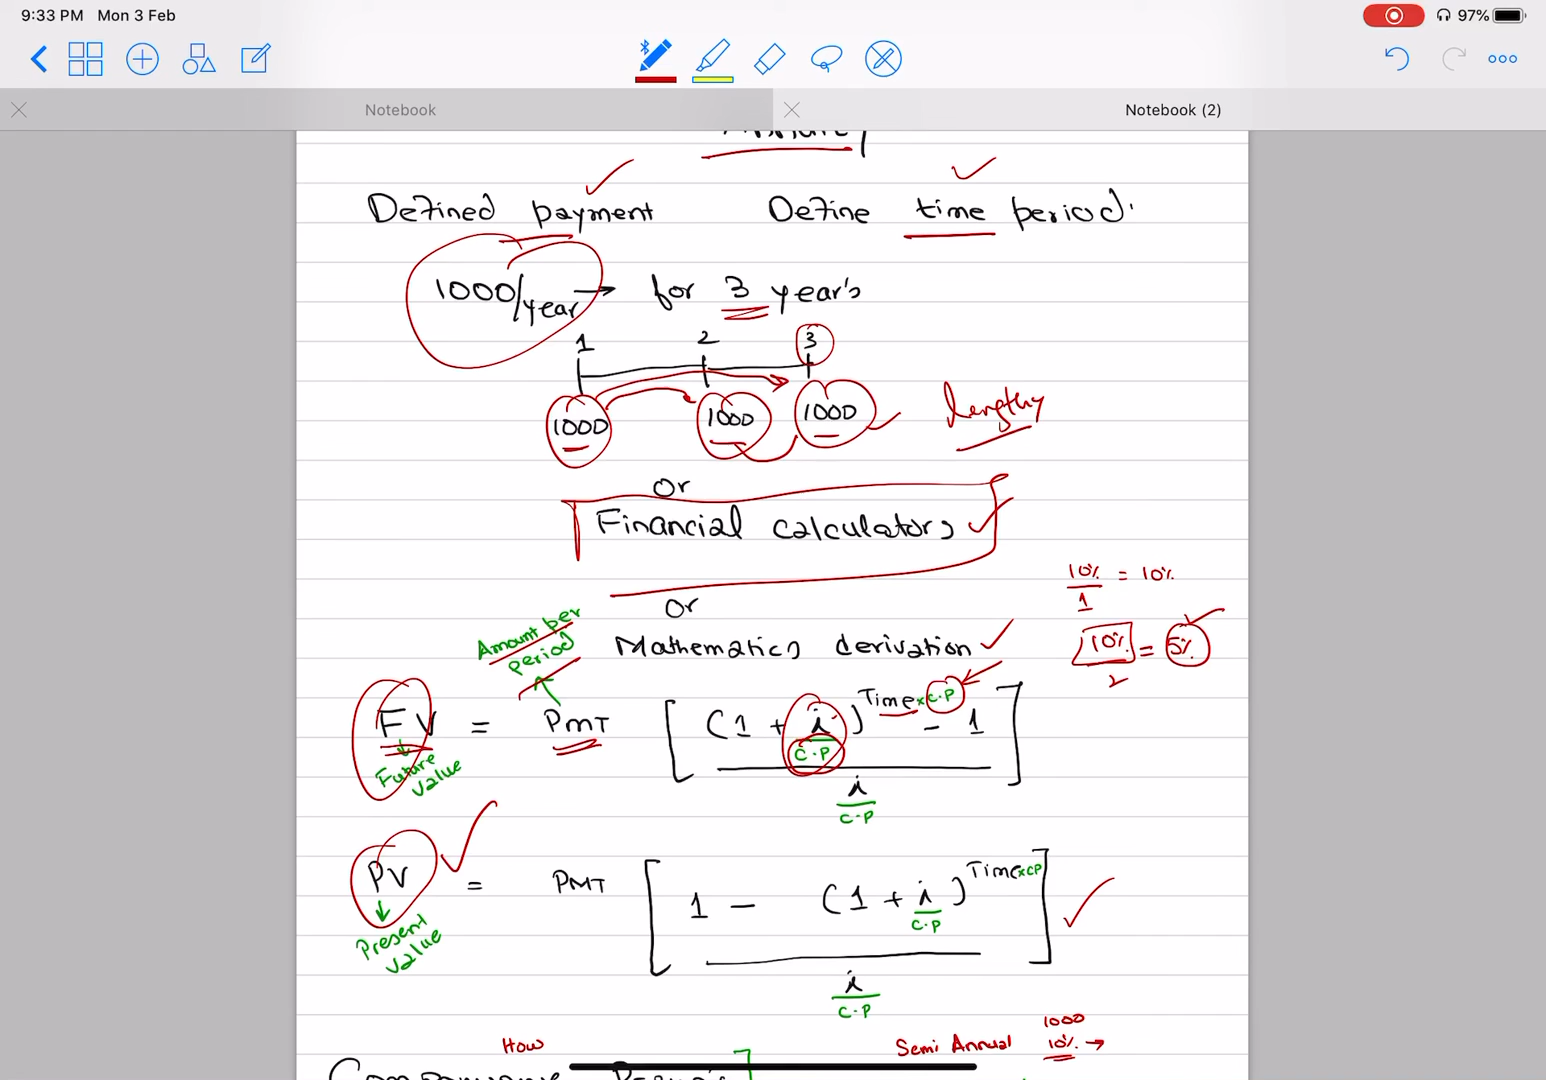 9:33 PM Mon 3 Feb
97%
Notebook
Notebook (2)
Defined payment Define time period.
1000/year → for 3 year's
1 2 3
1000 1000 1000
lengthy
Or
Financial calculators
10%/1 = 10%
Or
Amount per period
Mathematics derivation
10%/2 = 5%
FV = PMT [ ((1 + i/C.P)^Time×C.P - 1) / (i/C.P) ]
Future value
PV = PMT [ (1 - (1 + i/C.P)^Time×CP) / (i/C.P) ]
Present value
1000
How Semi Annual 10% →